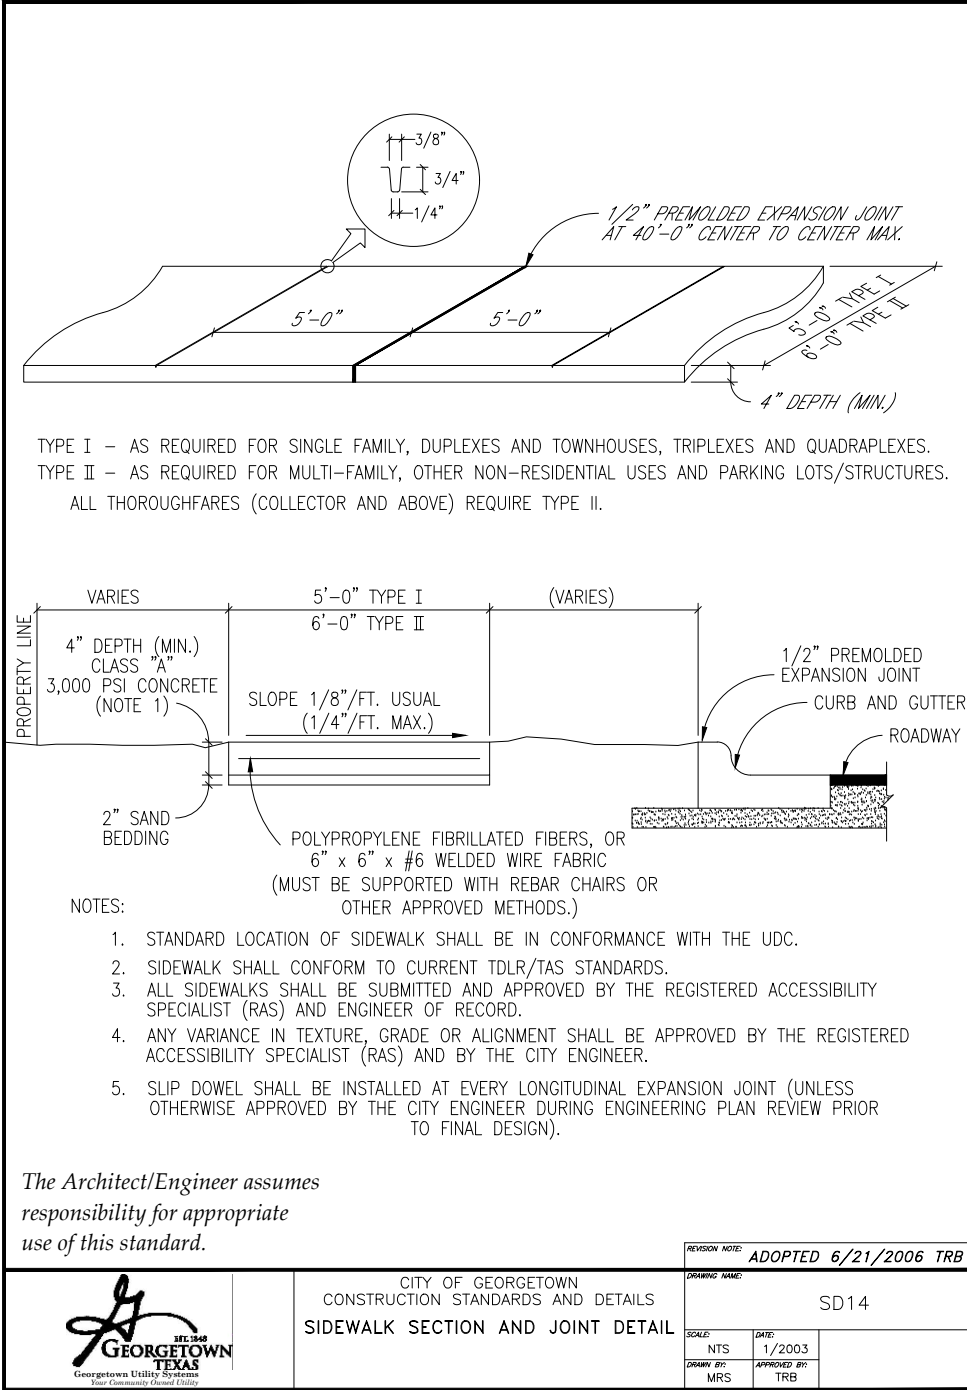 3/8"
3/4"
1/4"
1/2" PREMOLDED EXPANSION JOINT
AT 40'-0" CENTER TO CENTER MAX.
5'-0"
5'-0"
5'-0" TYPE I
6'-0" TYPE II
4" DEPTH (MIN.)
TYPE I – AS REQUIRED FOR SINGLE FAMILY, DUPLEXES AND TOWNHOUSES, TRIPLEXES AND QUADRAPLEXES.
TYPE II – AS REQUIRED FOR MULTI–FAMILY, OTHER NON–RESIDENTIAL USES AND PARKING LOTS/STRUCTURES.
ALL THOROUGHFARES (COLLECTOR AND ABOVE) REQUIRE TYPE II.
VARIES
5'-0" TYPE I
(VARIES)
6'-0" TYPE II
PROPERTY LINE
4" DEPTH (MIN.)
CLASS "A"
3,000 PSI CONCRETE
(NOTE 1)
SLOPE 1/8"/FT. USUAL
(1/4"/FT. MAX.)
1/2" PREMOLDED
EXPANSION JOINT
CURB AND GUTTER
ROADWAY
2" SAND
BEDDING
POLYPROPYLENE FIBRILLATED FIBERS, OR
6" x 6" x #6 WELDED WIRE FABRIC
(MUST BE SUPPORTED WITH REBAR CHAIRS OR
OTHER APPROVED METHODS.)
NOTES:
1. STANDARD LOCATION OF SIDEWALK SHALL BE IN CONFORMANCE WITH THE UDC.
2. SIDEWALK SHALL CONFORM TO CURRENT TDLR/TAS STANDARDS.
3. ALL SIDEWALKS SHALL BE SUBMITTED AND APPROVED BY THE REGISTERED ACCESSIBILITY
SPECIALIST (RAS) AND ENGINEER OF RECORD.
4. ANY VARIANCE IN TEXTURE, GRADE OR ALIGNMENT SHALL BE APPROVED BY THE REGISTERED
ACCESSIBILITY SPECIALIST (RAS) AND BY THE CITY ENGINEER.
5. SLIP DOWEL SHALL BE INSTALLED AT EVERY LONGITUDINAL EXPANSION JOINT (UNLESS
OTHERWISE APPROVED BY THE CITY ENGINEER DURING ENGINEERING PLAN REVIEW PRIOR
TO FINAL DESIGN).
The Architect/Engineer assumes
responsibility for appropriate
use of this standard.
REVISION NOTE: ADOPTED 6/21/2006 TRB
EST. 1848
GEORGETOWN
TEXAS
Georgetown Utility Systems
Your Community Owned Utility
CITY OF GEORGETOWN
CONSTRUCTION STANDARDS AND DETAILS
SIDEWALK SECTION AND JOINT DETAIL
DRAWING NAME:
SD14
SCALE:
NTS
DATE:
1/2003
DRAWN BY:
MRS
APPROVED BY:
TRB